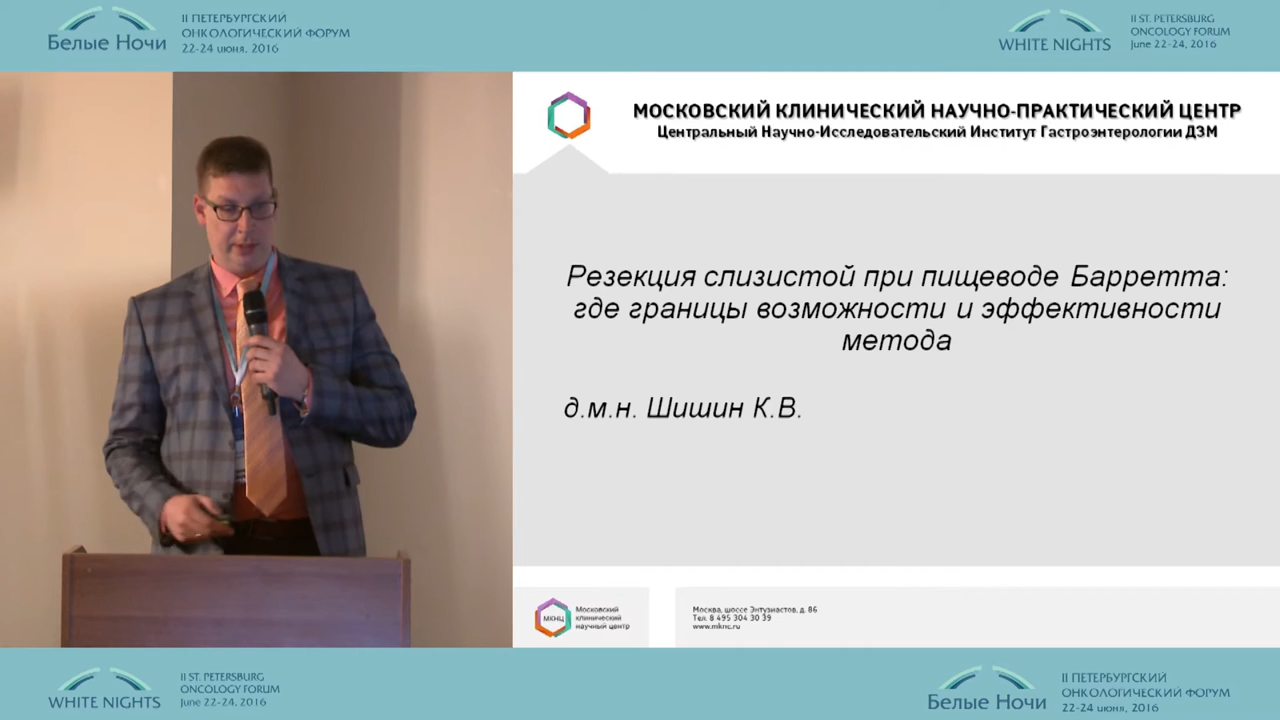 Белые Ночи
II ПЕТЕРБУРГСКИЙ
ОНКОЛОГИЧЕСКИЙ ФОРУМ
22-24 июня, 2016
WHITE NIGHTS
II ST. PETERSBURG
ONCOLOGY FORUM
June 22-24, 2016
МОСКОВСКИЙ КЛИНИЧЕСКИЙ НАУЧНО-ПРАКТИЧЕСКИЙ ЦЕНТР
Центральный Научно-Исследовательский Институт Гастроэнтерологии ДЗМ
Резекция слизистой при пищеводе Барретта:
где границы возможности и эффективности
метода
д.м.н. Шишин К.В.
МКНЦ
Московский
клинический
научный центр
Москва, шоссе Энтузиастов, д. 86
Тел. 8 495 304 30 39
www.mknc.ru
WHITE NIGHTS
II ST. PETERSBURG
ONCOLOGY FORUM
June 22-24, 2016
Белые Ночи
II ПЕТЕРБУРГСКИЙ
ОНКОЛОГИЧЕСКИЙ ФОРУМ
22-24 июня, 2016